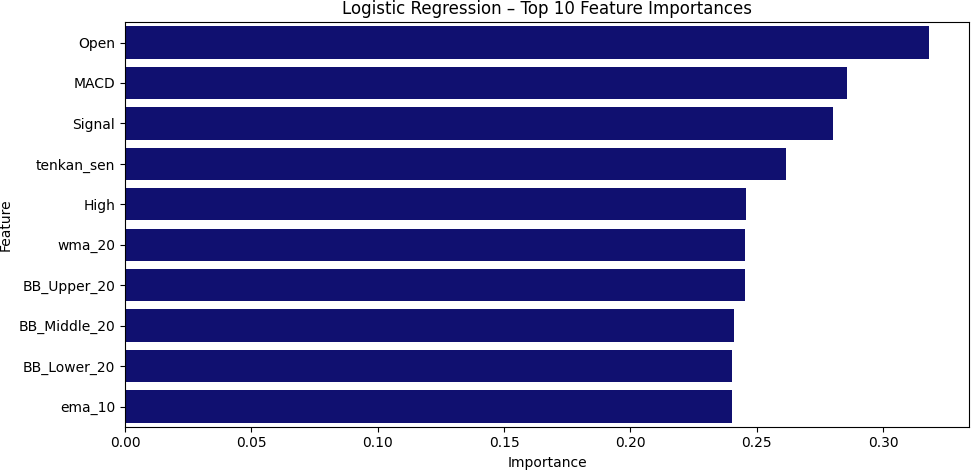 Logistic Regression – Top 10 Feature Importances
Feature
Open
MACD
Signal
tenkan_sen
High
wma_20
BB_Upper_20
BB_Middle_20
BB_Lower_20
ema_10
0.00 0.05 0.10 0.15 0.20 0.25 0.30
Importance